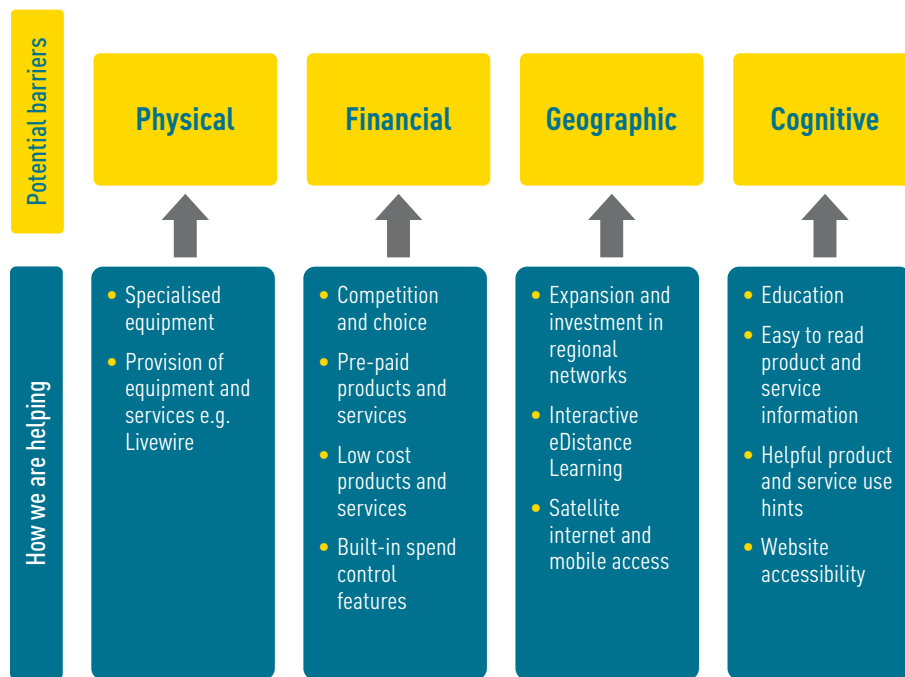 Potential barriers
Physical
Financial
Geographic
Cognitive
How we are helping
• Specialised
equipment
• Provision of
equipment and
services e.g.
Livewire
• Competition
and choice
• Pre-paid
products and
services
• Low cost
products and
services
• Built-in spend
control
features
• Expansion and
investment in
regional
networks
• Interactive
eDistance
Learning
• Satellite
internet and
mobile access
• Education
• Easy to read
product and
service
information
• Helpful product
and service use
hints
• Website
accessibility